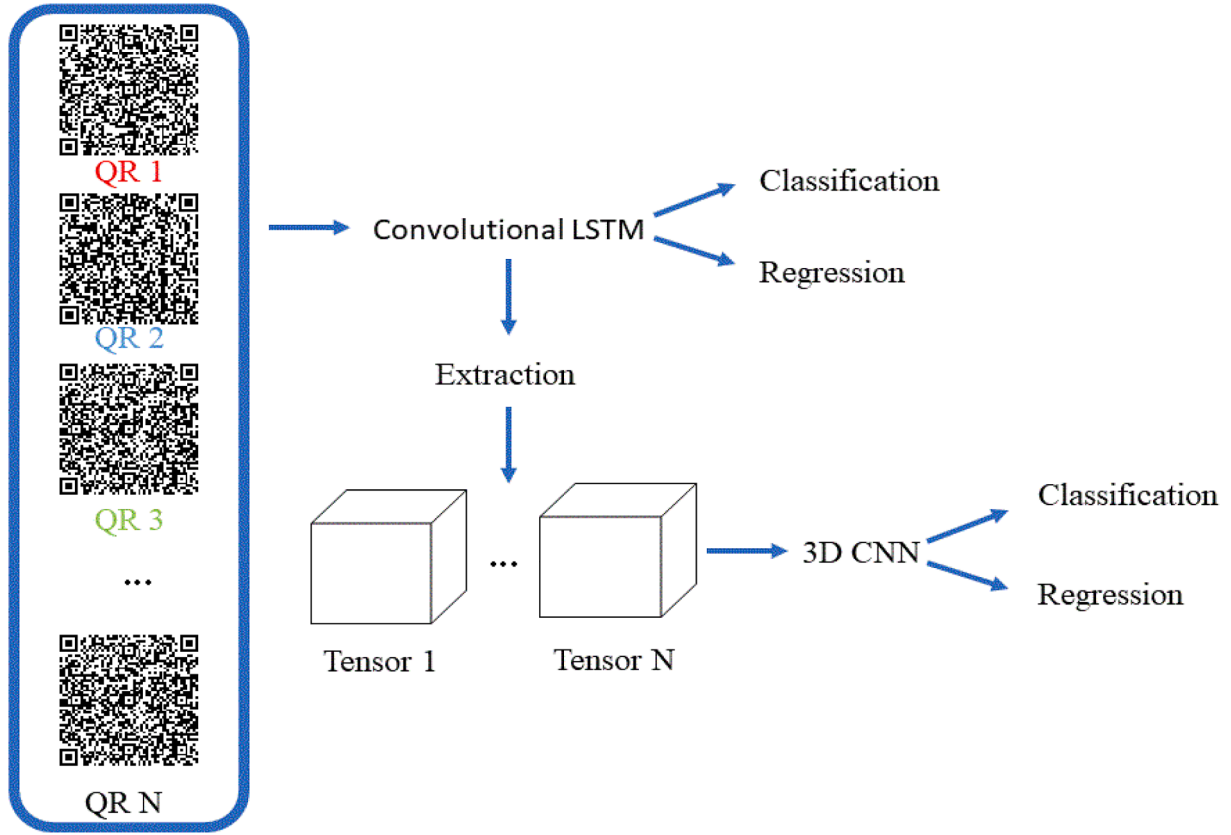 QR 1
QR 2
QR 3
...
QR N
Convolutional LSTM
Classification
Regression
Extraction
...
Tensor 1
Tensor N
3D CNN
Classification
Regression